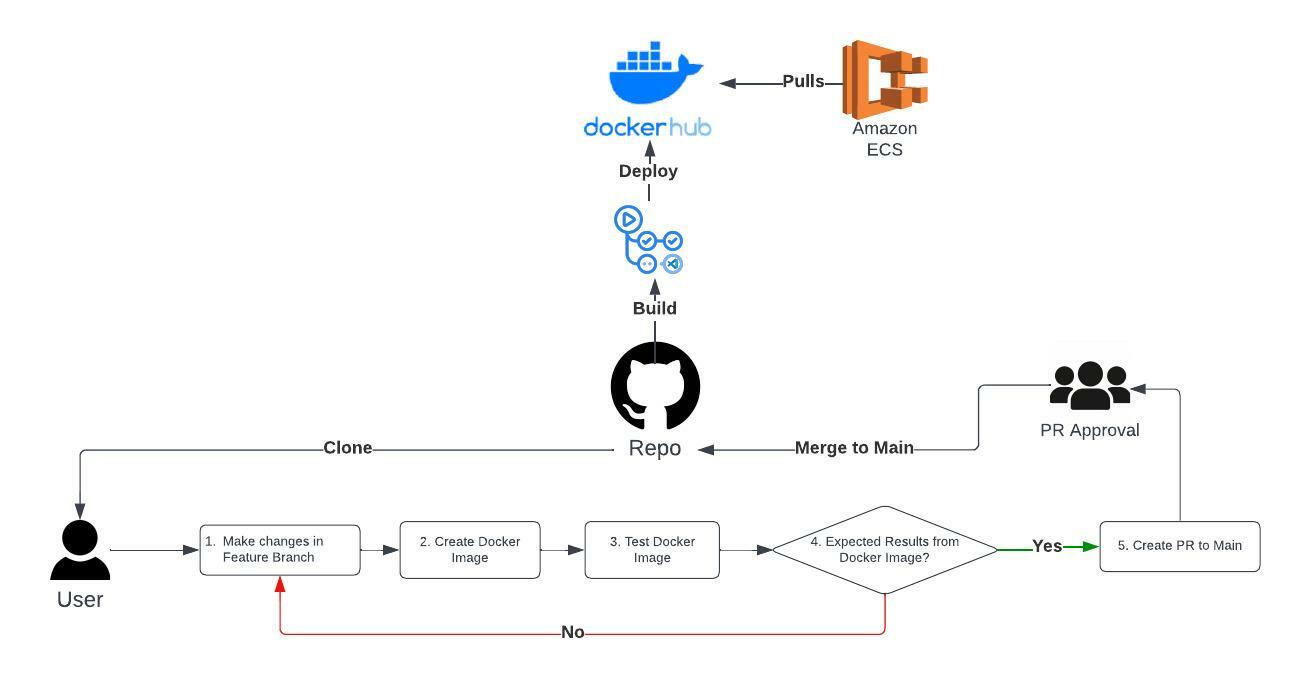 dockerhub
Pulls
Amazon
ECS
Deploy
Build
PR Approval
Clone
Repo
Merge to Main
User
1. Make changes in
Feature Branch
2. Create Docker
Image
3. Test Docker
Image
4. Expected Results from
Docker Image?
Yes
5. Create PR to Main
No